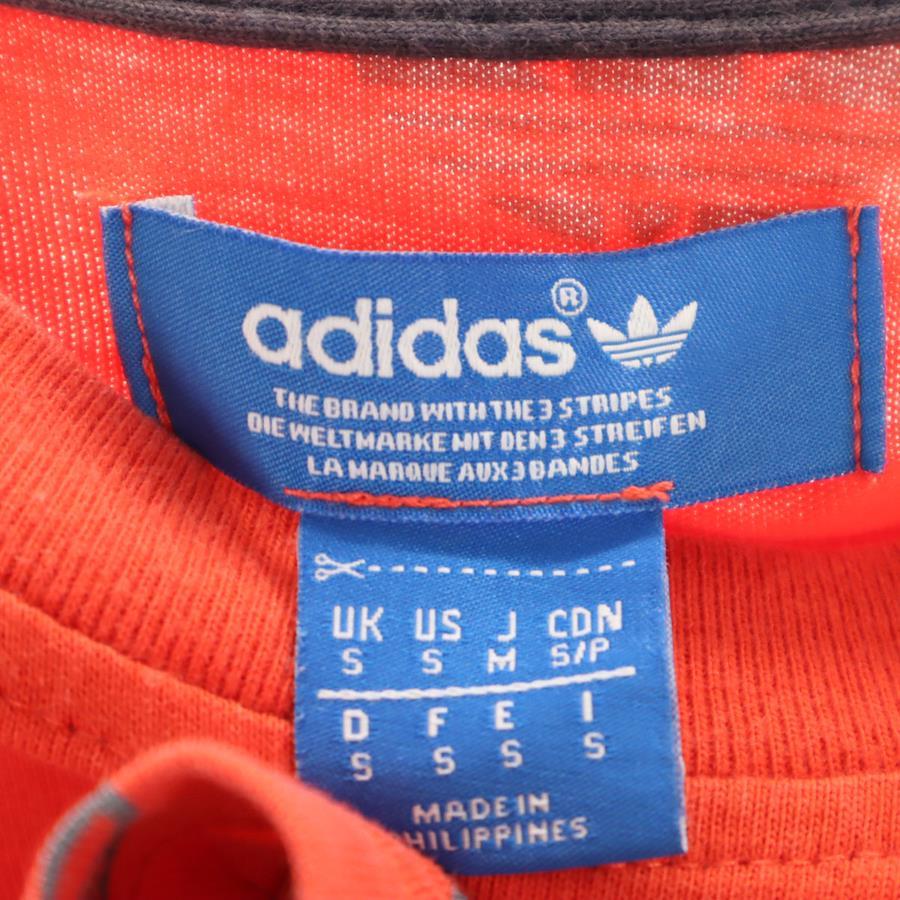 adidas®
THE BRAND WITH THE 3 STRIPES
DIE WELTMARKE MIT DEN 3 STREIFEN
LA MARQUE AUX 3 BANDES
UK US J CDN
S S M S/P
D F E I
S S S S
MADE IN
PHILIPPINES